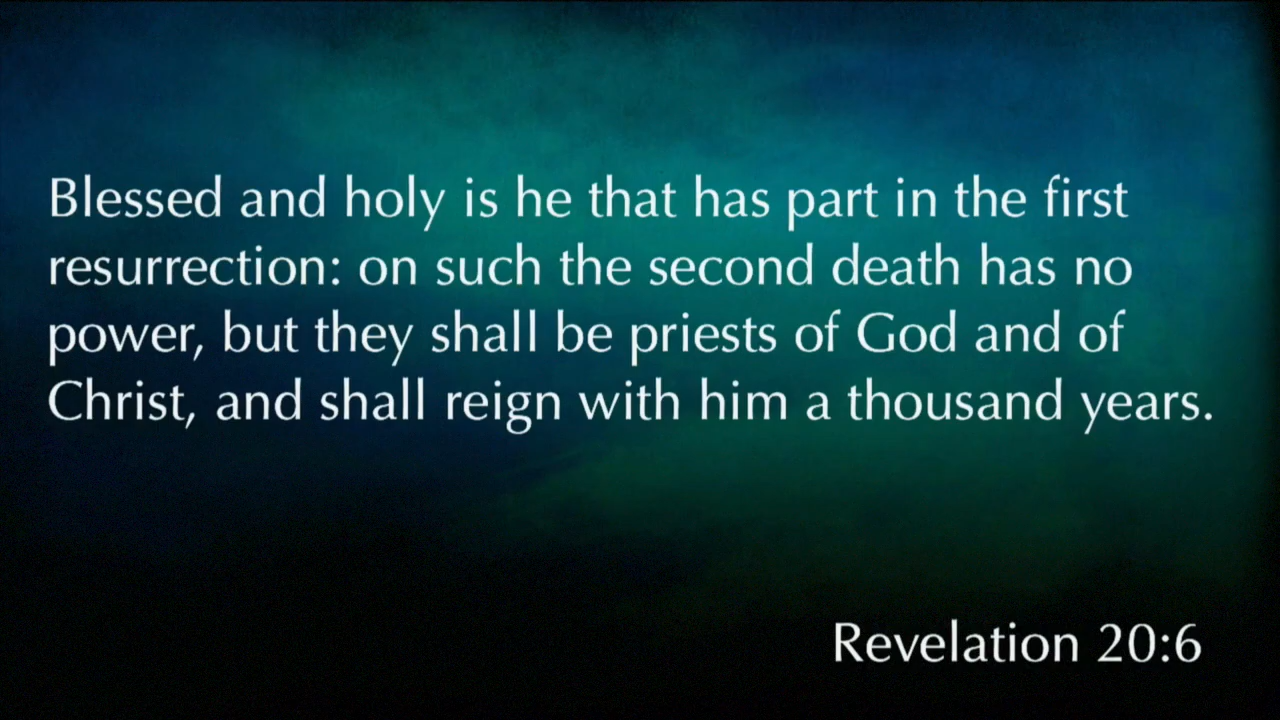 Blessed and holy is he that has part in the first
resurrection: on such the second death has no
power, but they shall be priests of God and of
Christ, and shall reign with him a thousand years.
Revelation 20:6